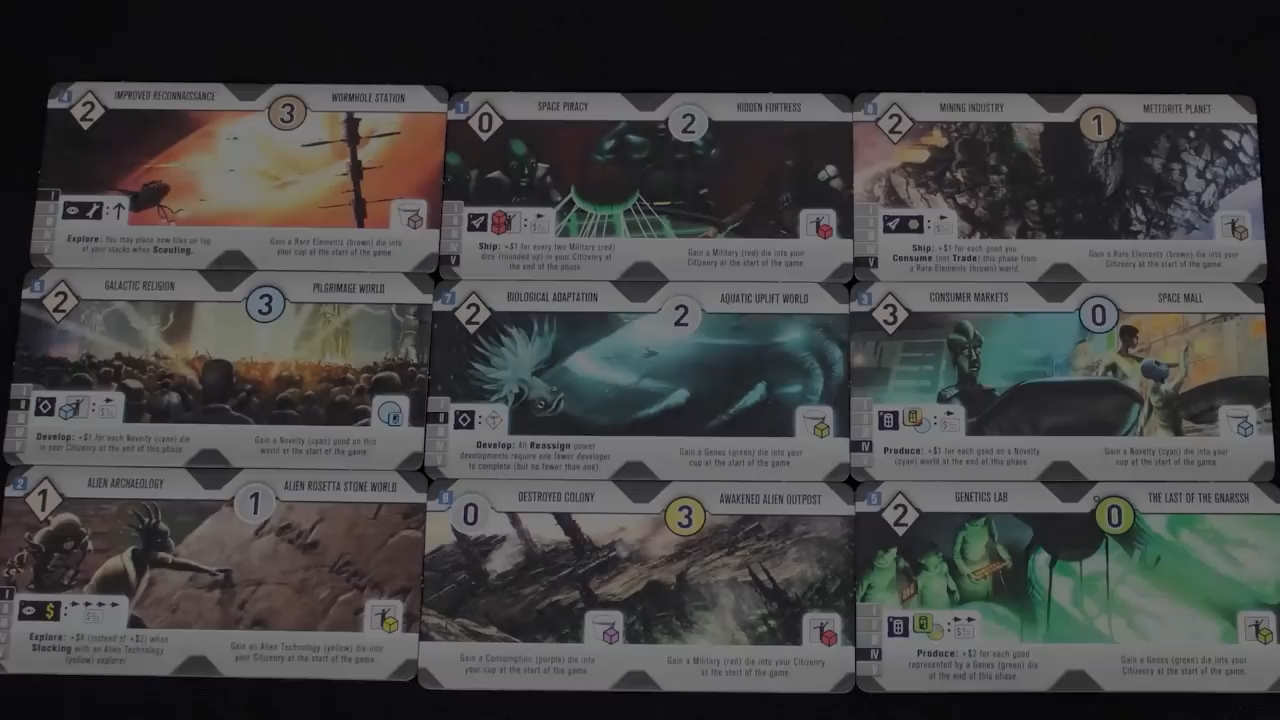 4
2
IMPROVED RECONNAISSANCE
3
WORMHOLE STATION
I
Explore: You may place new tiles on top
of your stacks when Scouting.
Gain a Rare Elements (brown) die into
your cup at the start of the game.
1
0
SPACE PIRACY
2
HIDDEN FORTRESS
V
Ship: +$1 for every two Military (red)
dice (rounded up) in your Citizenry at
the end of the phase.
Gain a Military (red) die into your
Citizenry at the start of the game.
8
2
MINING INDUSTRY
1
METEORITE PLANET
V
Ship: +$1 for each good you
Consume (not Trade) this phase from
a Rare Elements (brown) world.
Gain a Rare Elements (brown) die into your
Citizenry at the start of the game.
6
2
GALACTIC RELIGION
3
PILGRIMAGE WORLD
II
Develop: +$1 for each Novelty (cyan) die
in your Citizenry at the end of this phase.
Gain a Novelty (cyan) good on this
world at the start of the game.
7
2
BIOLOGICAL ADAPTATION
2
AQUATIC UPLIFT WORLD
II
Develop: All Reassign power
developments require one fewer developer
to complete (but no fewer than one).
Gain a Genes (green) die into your
cup at the start of the game.
3
3
CONSUMER MARKETS
0
SPACE MALL
IV
Produce: +$1 for each good on a Novelty
(cyan) world at the end of this phase.
Gain a Novelty (cyan) die into your
cup at the start of the game.
2
1
ALIEN ARCHAEOLOGY
1
ALIEN ROSETTA STONE WORLD
I
$
Explore: +$4 (instead of +$2) when
Stocking with an Alien Technology
(yellow) explorer.
Gain an Alien Technology (yellow) die into
your Citizenry at the start of the game.
9
0
DESTROYED COLONY
3
AWAKENED ALIEN OUTPOST
Gain a Consumption (purple) die into
your cup at the start of the game.
Gain a Military (red) die into your Citizenry
at the start of the game.
5
2
GENETICS LAB
0
THE LAST OF THE GNARSSH
IV
Produce: +$2 for each good
represented by a Genes (green) die
at the end of this phase.
Gain a Genes (green) die into your
Citizenry at the start of the game.